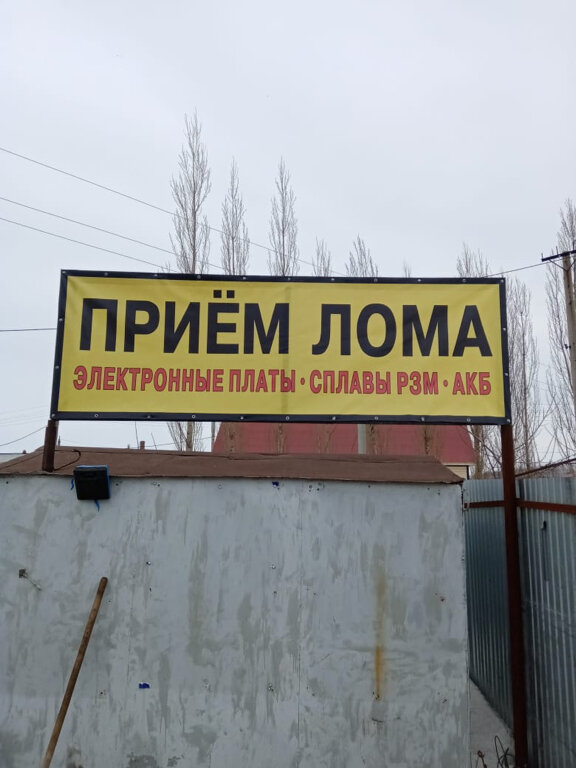 ПРИЁМ ЛОМА
ЭЛЕКТРОННЫЕ ПЛАТЫ · СПЛАВЫ РЗМ · АКБ